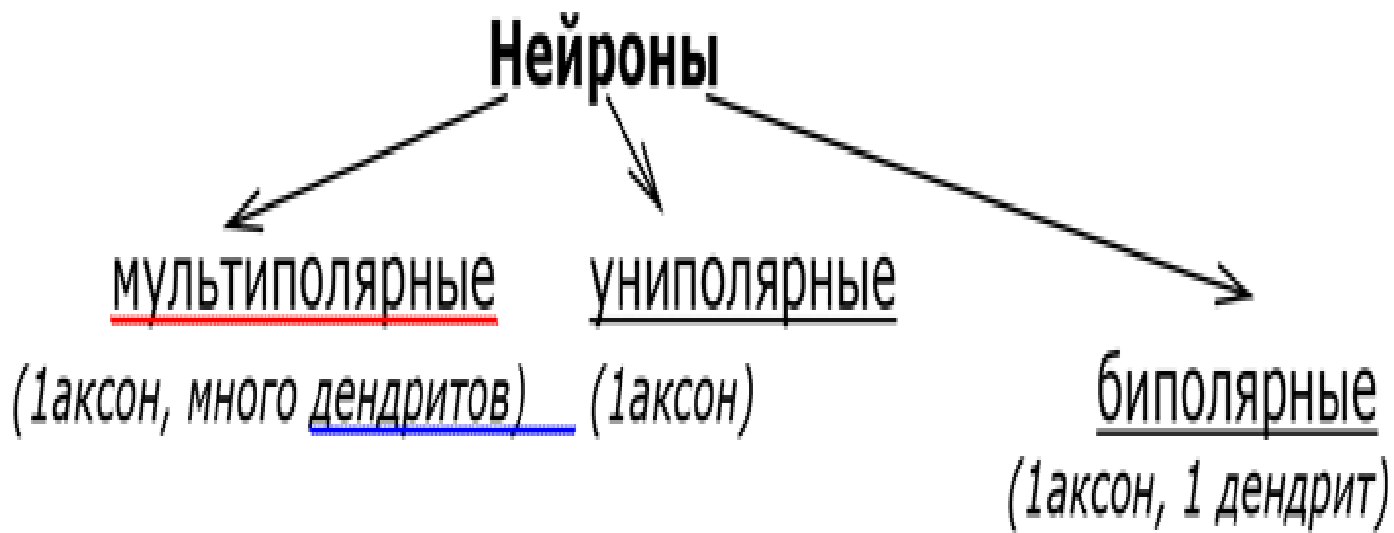 Нейроны
мультиполярные униполярные
(1аксон, много дендритов) (1аксон)
биполярные
(1аксон, 1 дендрит)